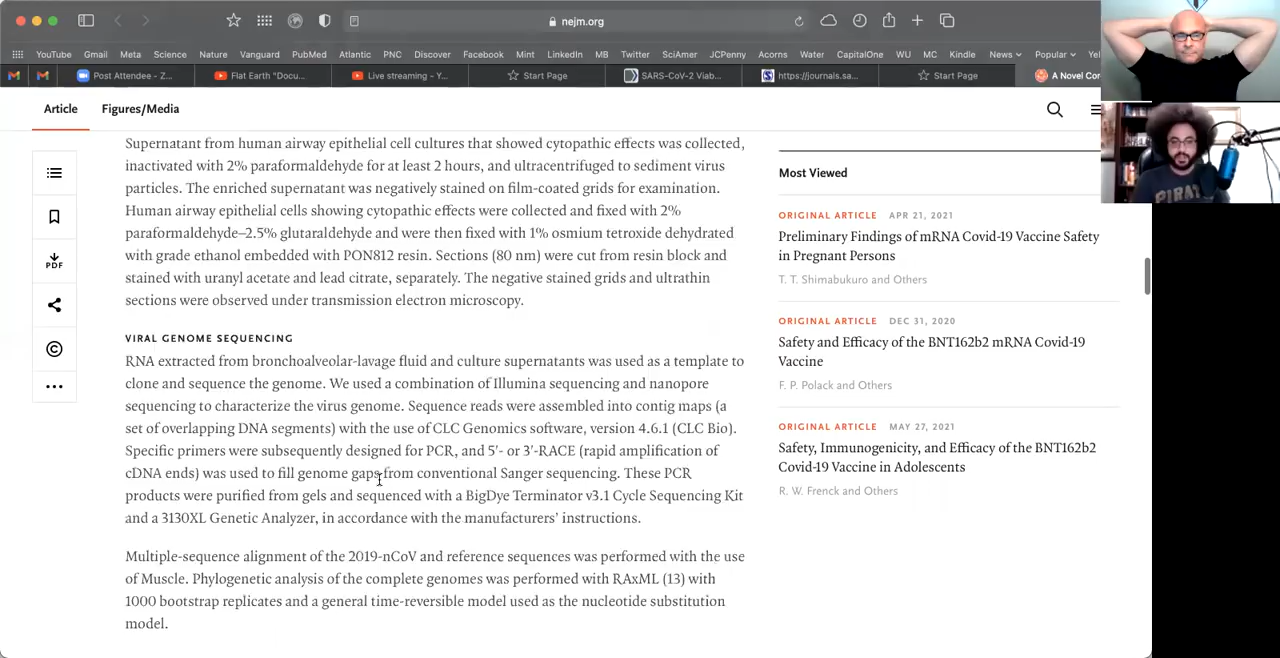 nejm.org
YouTube Gmail Meta Science Nature Vanguard PubMed Atlantic PNC Discover Facebook Mint LinkedIn MB Twitter SciAmer JCPenny Acorns Water CapitalOne WU MC Kindle News Popular Yel
Post Attendee - Z... Flat Earth "Docu... Live streaming - Y... Start Page SARS-CoV-2 Viab... https://journals.sa... Start Page A Novel Cor
Article Figures/Media
Supernatant from human airway epithelial cell cultures that showed cytopathic effects was collected,
inactivated with 2% paraformaldehyde for at least 2 hours, and ultracentrifuged to sediment virus
particles. The enriched supernatant was negatively stained on film-coated grids for examination.
Human airway epithelial cells showing cytopathic effects were collected and fixed with 2%
paraformaldehyde–2.5% glutaraldehyde and were then fixed with 1% osmium tetroxide dehydrated
with grade ethanol embedded with PON812 resin. Sections (80 nm) were cut from resin block and
stained with uranyl acetate and lead citrate, separately. The negative stained grids and ultrathin
sections were observed under transmission electron microscopy.
VIRAL GENOME SEQUENCING
RNA extracted from bronchoalveolar-lavage fluid and culture supernatants was used as a template to
clone and sequence the genome. We used a combination of Illumina sequencing and nanopore
sequencing to characterize the virus genome. Sequence reads were assembled into contig maps (a
set of overlapping DNA segments) with the use of CLC Genomics software, version 4.6.1 (CLC Bio).
Specific primers were subsequently designed for PCR, and 5′- or 3′-RACE (rapid amplification of
cDNA ends) was used to fill genome gaps from conventional Sanger sequencing. These PCR
products were purified from gels and sequenced with a BigDye Terminator v3.1 Cycle Sequencing Kit
and a 3130XL Genetic Analyzer, in accordance with the manufacturers’ instructions.
Multiple-sequence alignment of the 2019-nCoV and reference sequences was performed with the use
of Muscle. Phylogenetic analysis of the complete genomes was performed with RAxML (13) with
1000 bootstrap replicates and a general time-reversible model used as the nucleotide substitution
model.
PDF
Most Viewed
ORIGINAL ARTICLE APR 21, 2021
Preliminary Findings of mRNA Covid-19 Vaccine Safety
in Pregnant Persons
T. T. Shimabukuro and Others
ORIGINAL ARTICLE DEC 31, 2020
Safety and Efficacy of the BNT162b2 mRNA Covid-19
Vaccine
F. P. Polack and Others
ORIGINAL ARTICLE MAY 27, 2021
Safety, Immunogenicity, and Efficacy of the BNT162b2
Covid-19 Vaccine in Adolescents
R. W. Frenck and Others
PIRAT